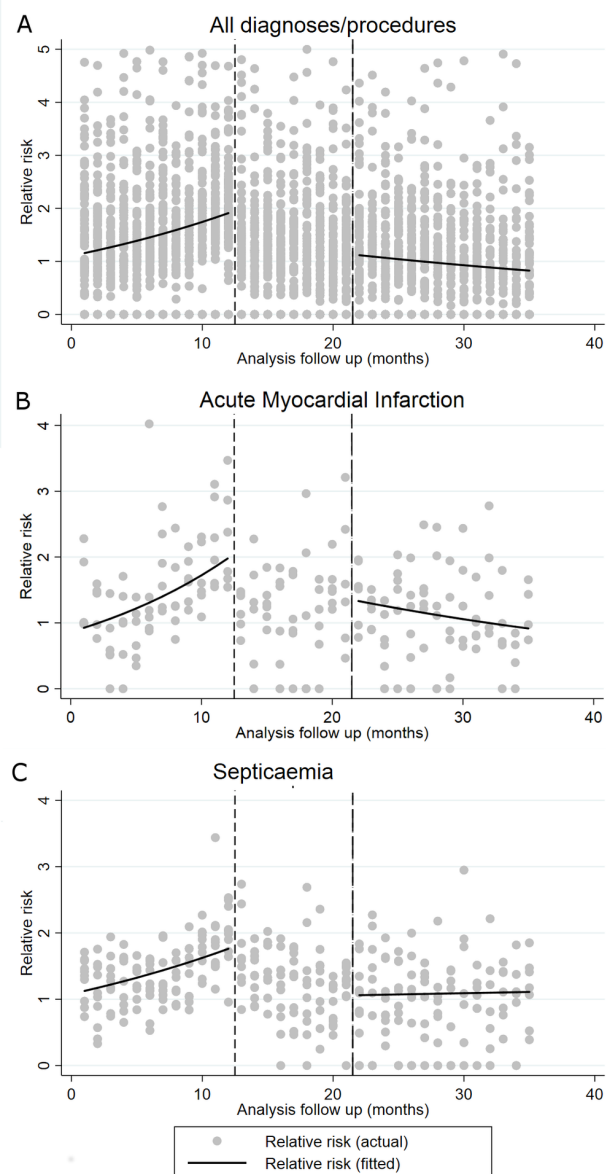 A
All diagnoses/procedures
5
4
3
2
1
0
Relative risk
0 10 20 30 40
Analysis follow up (months)
B
Acute Myocardial Infarction
4
3
2
1
0
Relative risk
0 10 20 30 40
Analysis follow up (months)
C
Septicaemia
4
3
2
1
0
Relative risk
0 10 20 30 40
Analysis follow up (months)
Relative risk (actual)
Relative risk (fitted)